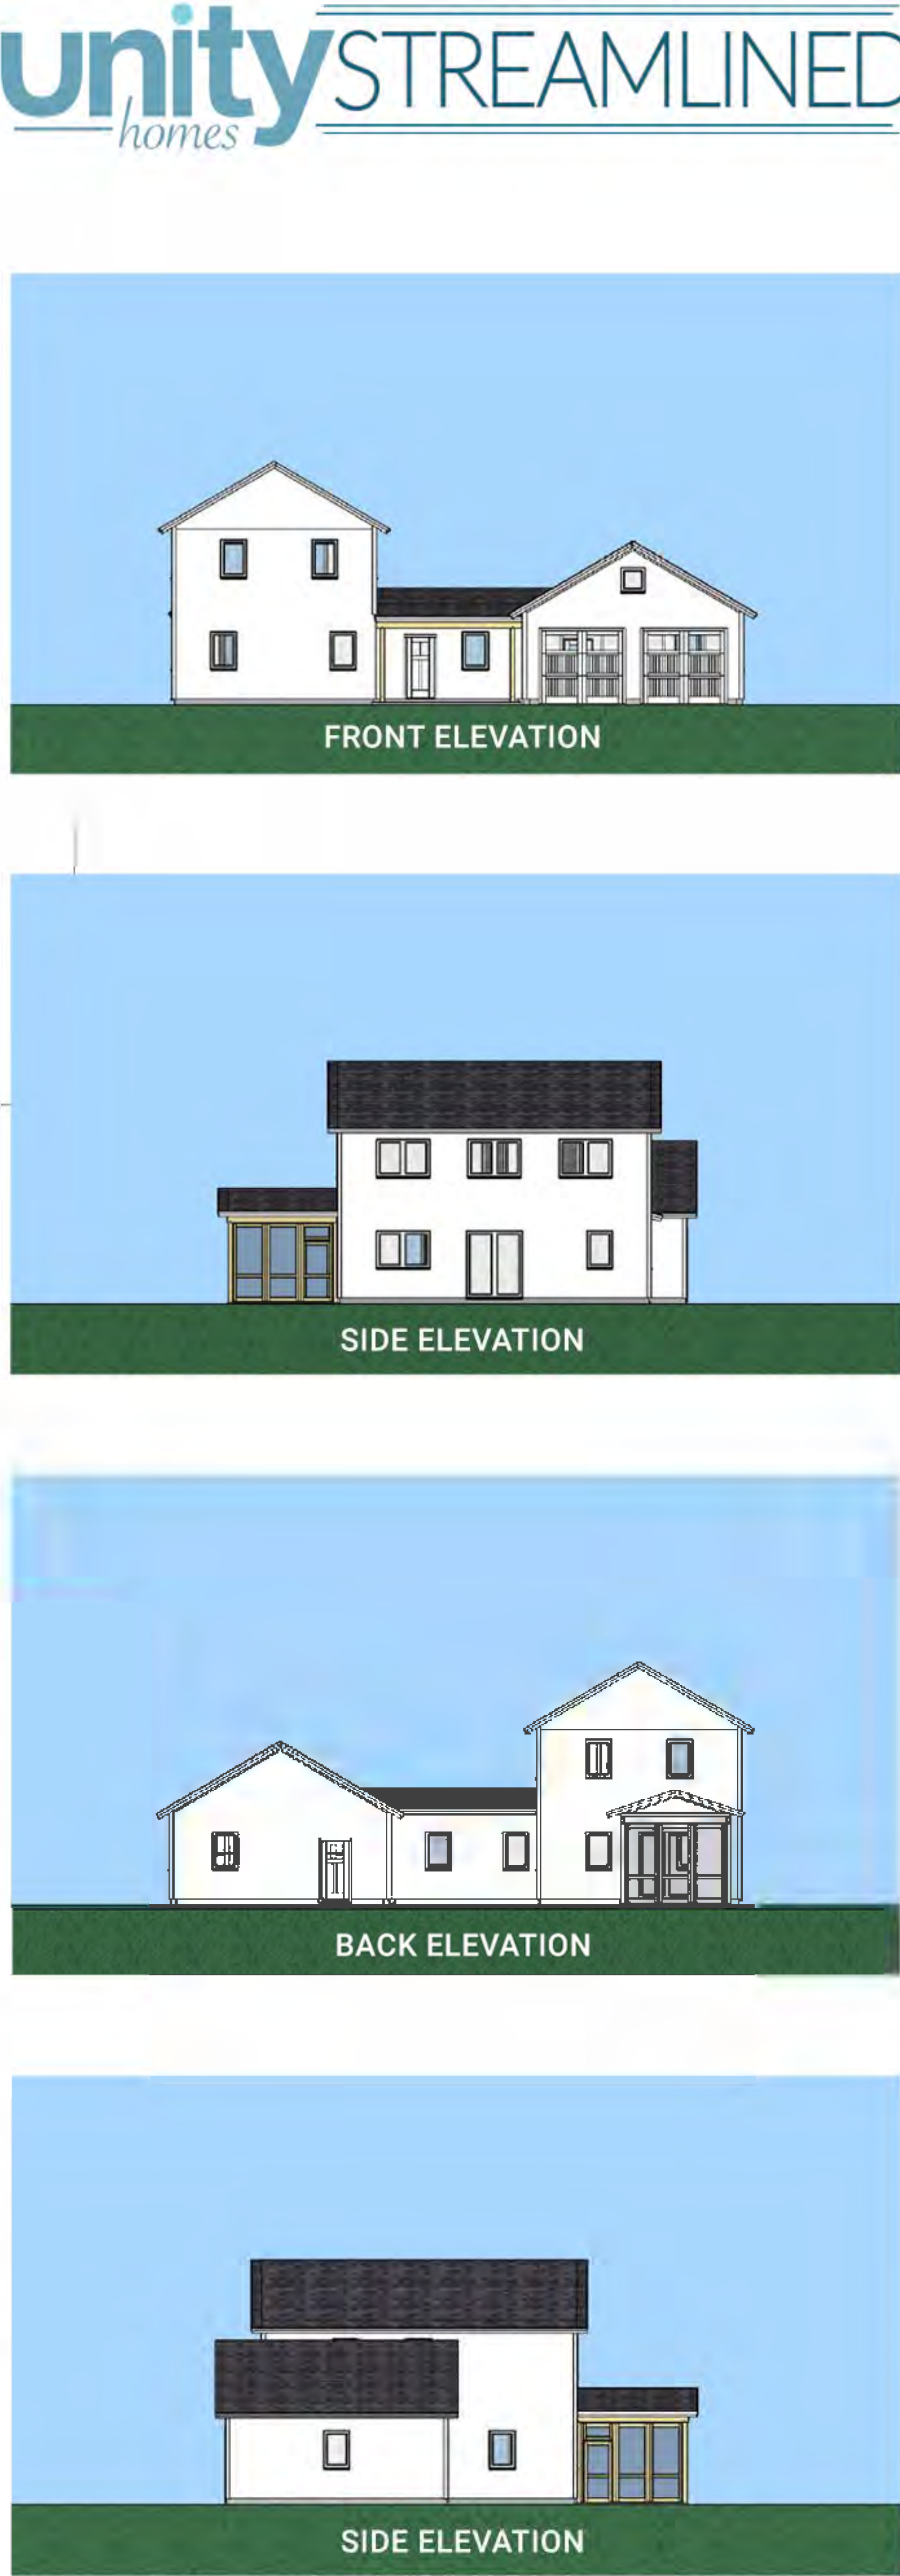 unity STREAMLINED
homes
FRONT ELEVATION
SIDE ELEVATION
BACK ELEVATION
SIDE ELEVATION